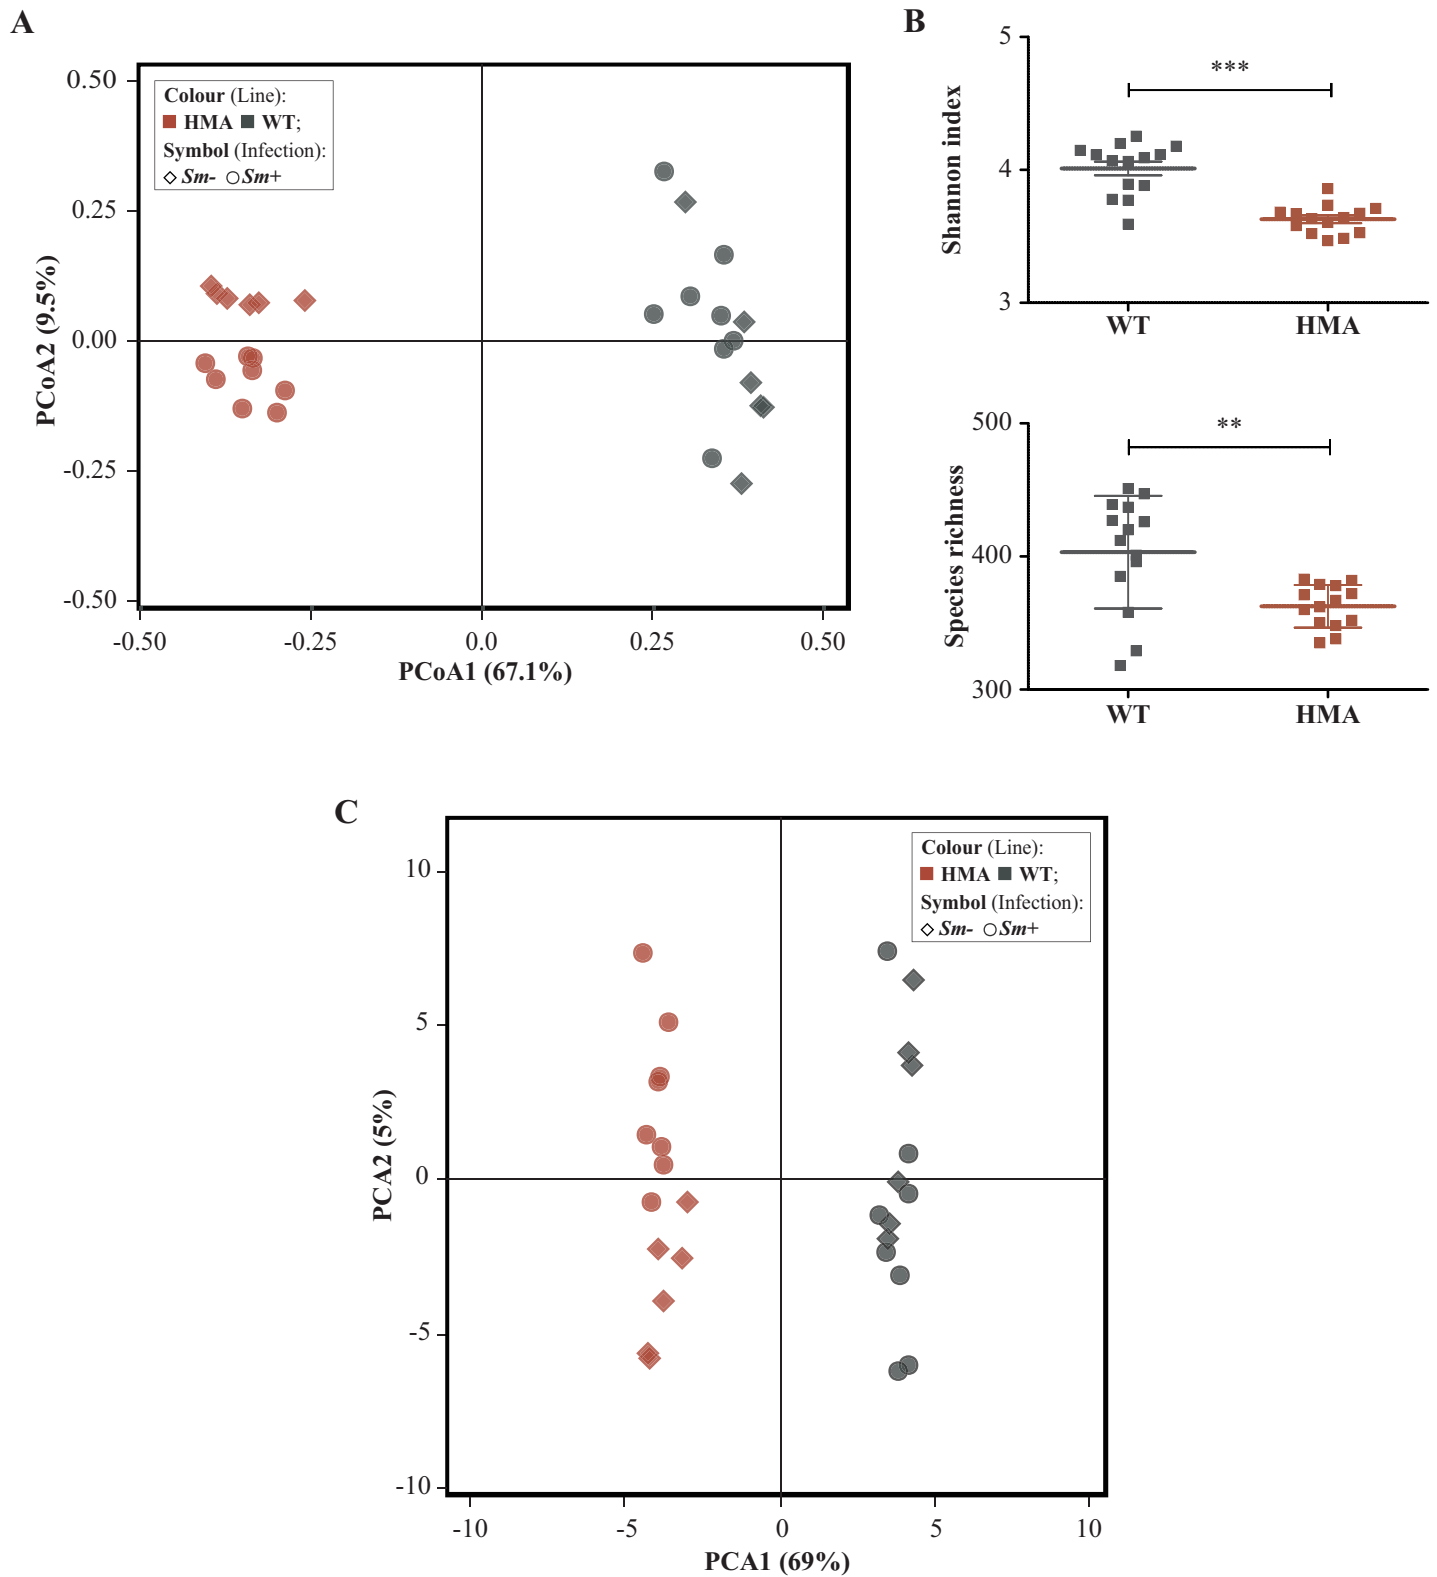 A
0.50
0.25
0.00
-0.25
-0.50
PCoA2 (9.5%)
Colour (Line):
HMA WT;
Symbol (Infection):
Sm- Sm+
-0.50 -0.25 0.0 0.25 0.50
PCoA1 (67.1%)
B
5
4
3
Shannon index
***
WT HMA
500
400
300
Species richness
**
WT HMA
C
10
5
0
-5
-10
PCA2 (5%)
Colour (Line):
HMA WT;
Symbol (Infection):
Sm- Sm+
-10 -5 0 5 10
PCA1 (69%)